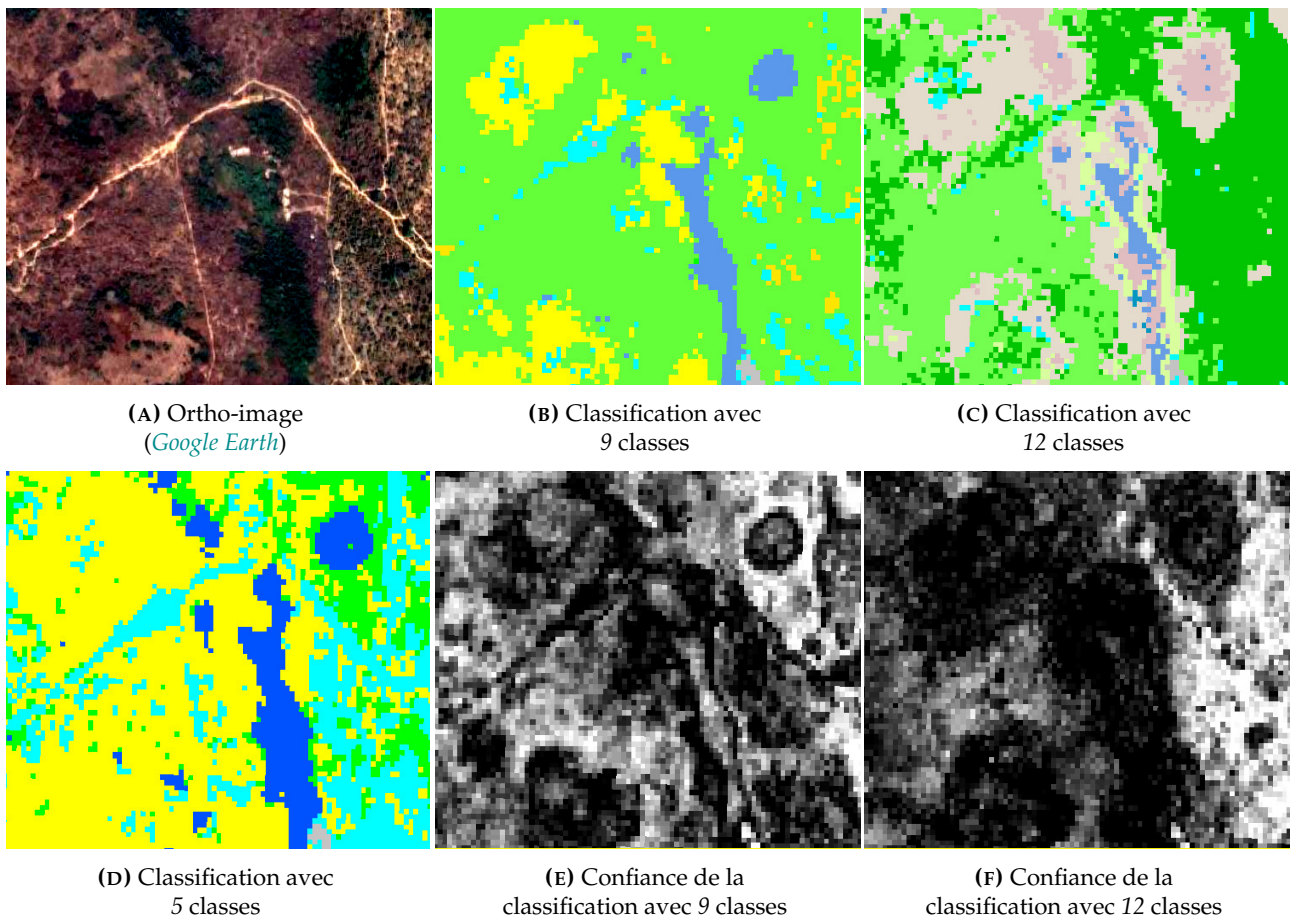 (A) Ortho-image
(Google Earth)
(B) Classification avec
9 classes
(C) Classification avec
12 classes
(D) Classification avec
5 classes
(E) Confiance de la
classification avec 9 classes
(F) Confiance de la
classification avec 12 classes